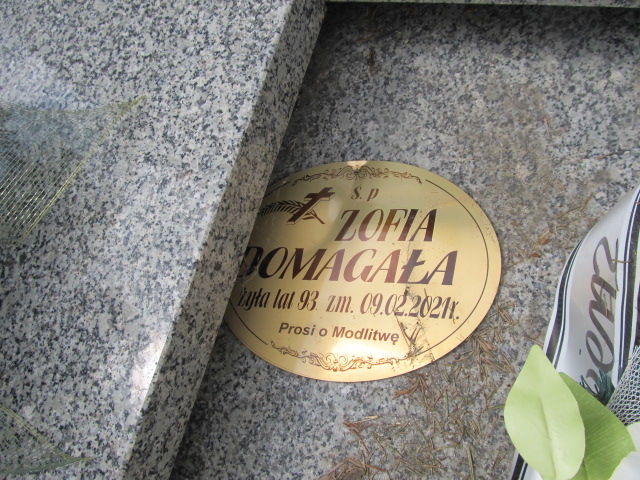 Ś. p
ZOFIA
DOMAGAŁA
żyła lat 93 zm. 09.02.2021r.
Prosi o Modlitwę